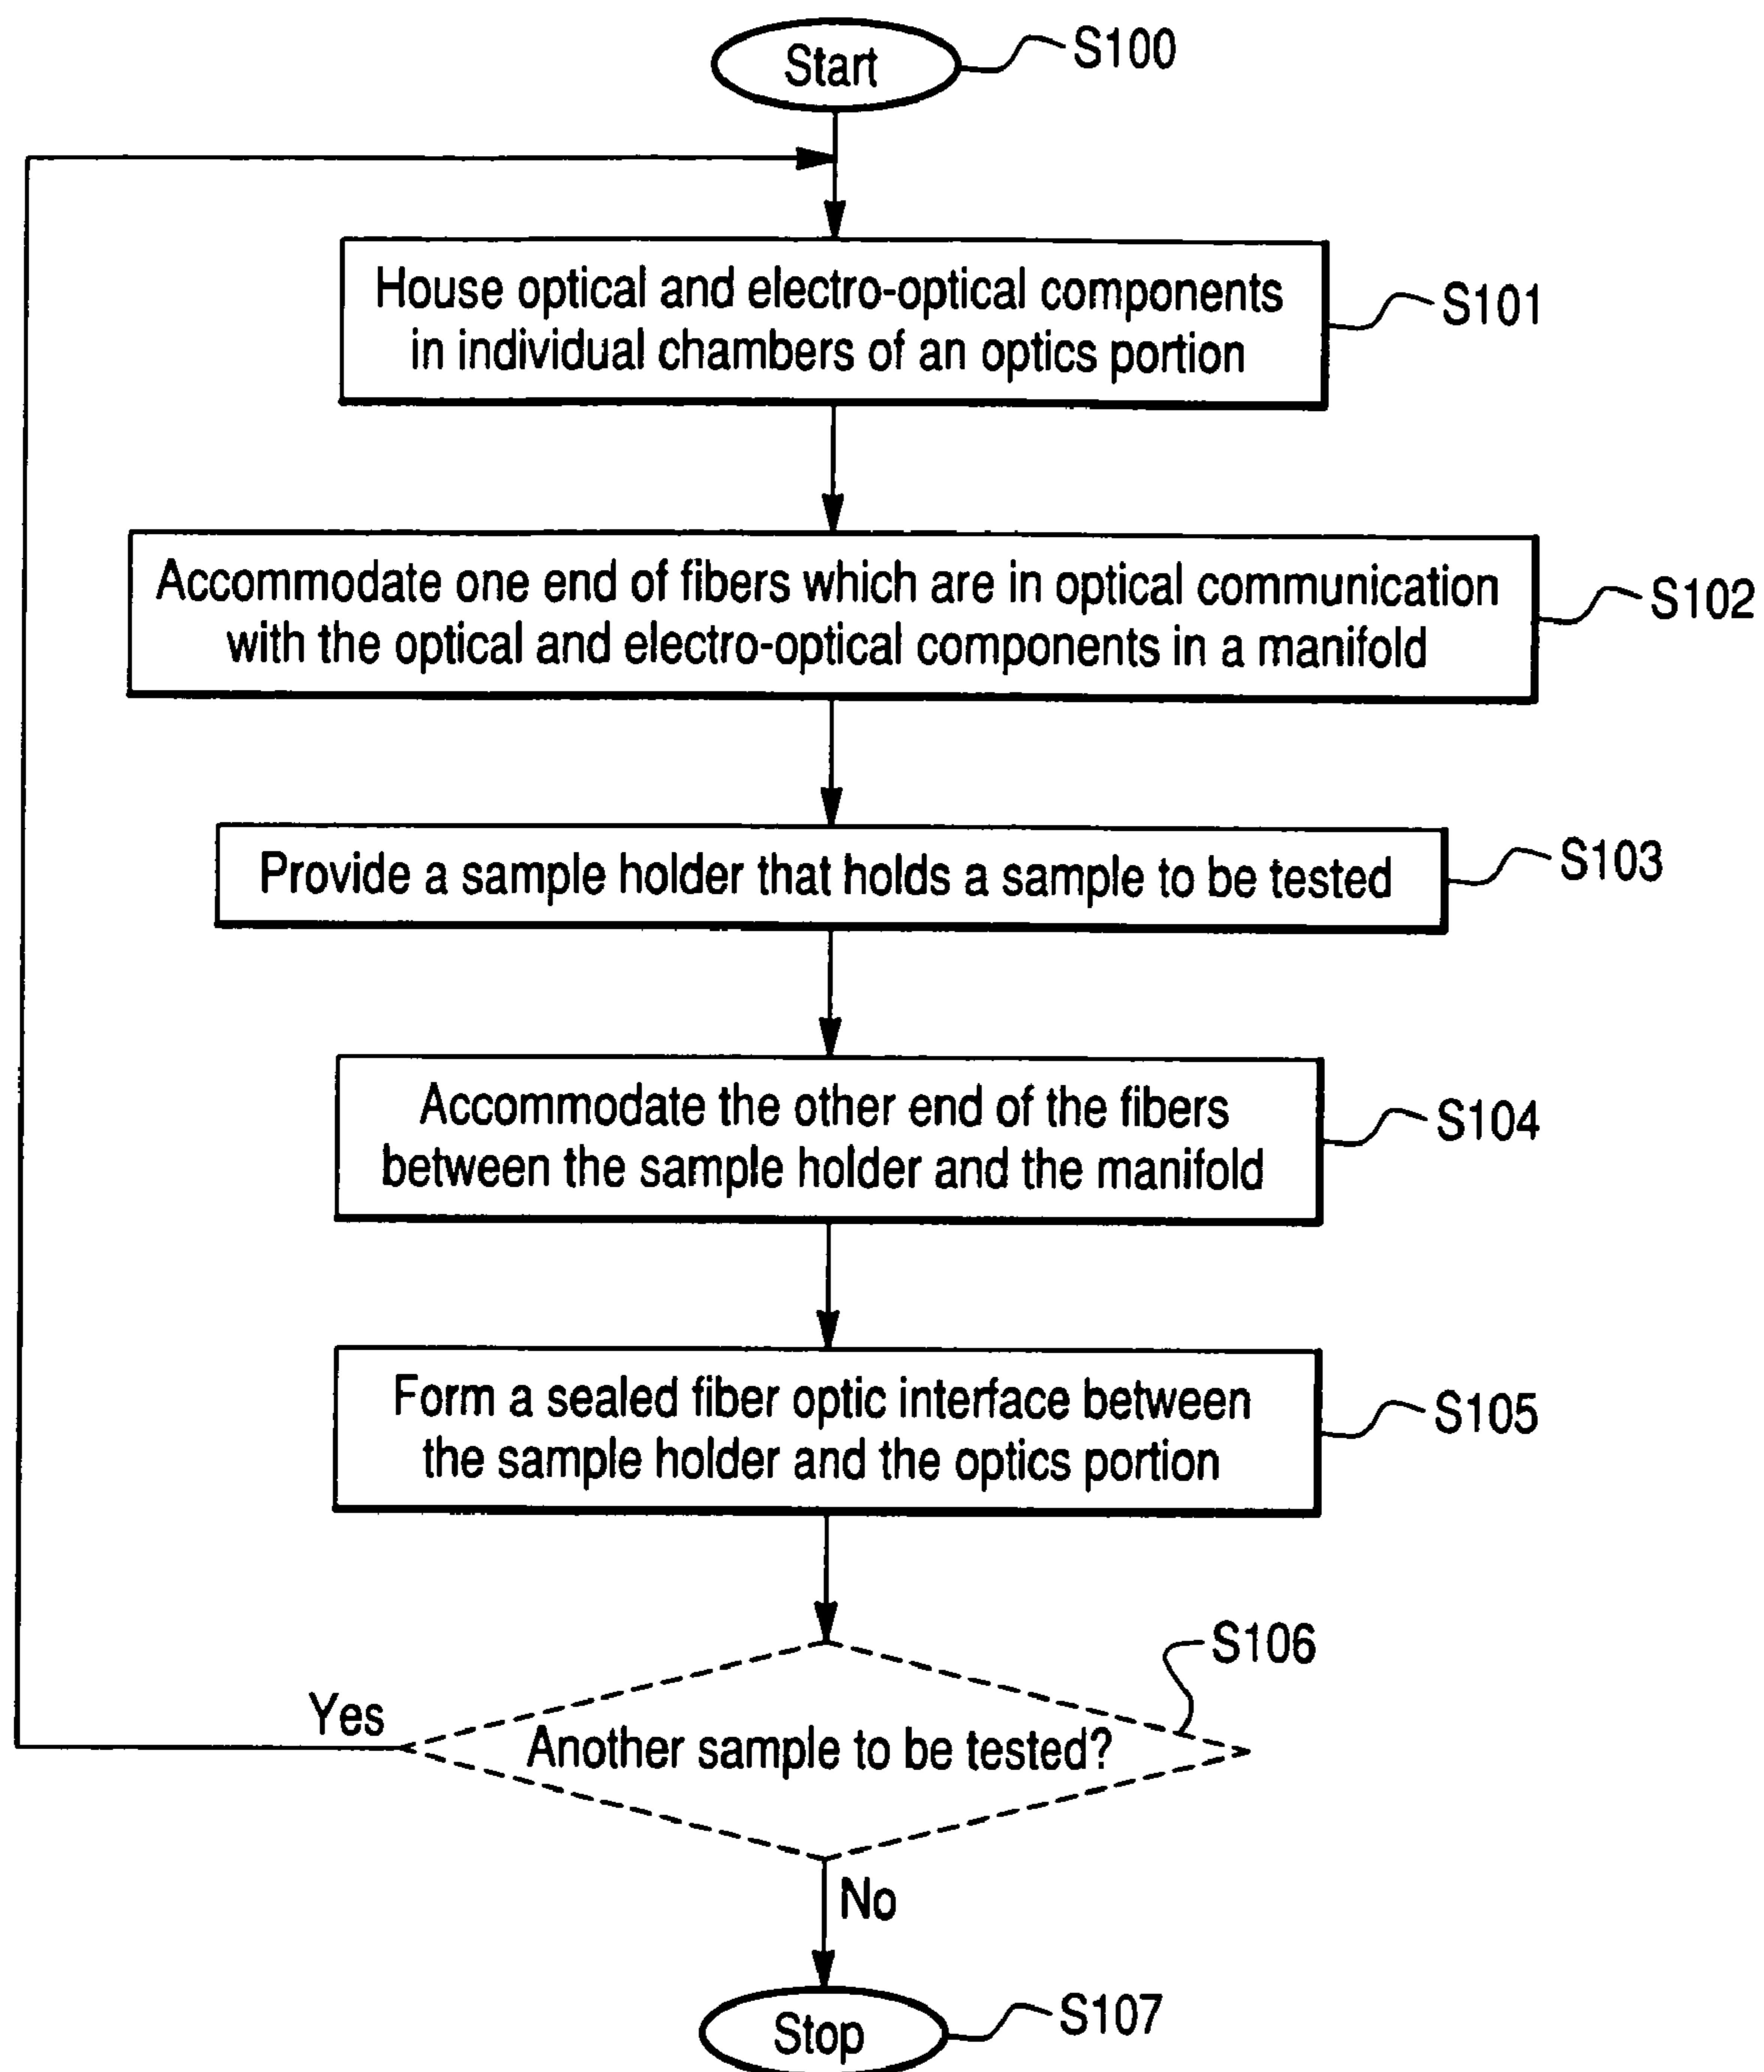 Start
S100
House optical and electro-optical components
in individual chambers of an optics portion
S101
Accommodate one end of fibers which are in optical communication
with the optical and electro-optical components in a manifold
S102
Provide a sample holder that holds a sample to be tested
S103
Accommodate the other end of the fibers
between the sample holder and the manifold
S104
Form a sealed fiber optic interface between
the sample holder and the optics portion
S105
S106
Yes
Another sample to be tested?
No
Stop
S107